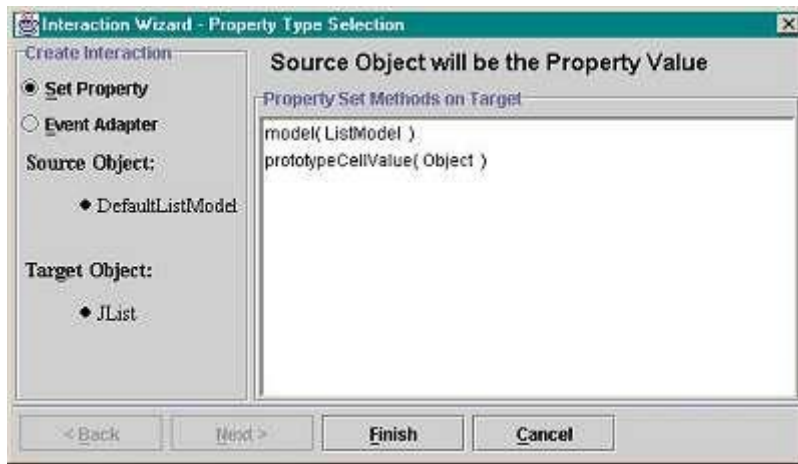 Interaction Wizard - Property Type Selection
Create Interaction
Set Property
Event Adapter
Source Object:
DefaultListModel
Target Object:
JList
Source Object will be the Property Value
Property Set Methods on Target
model( ListModel )
prototypeCellValue( Object )
< Back
Next >
Finish
Cancel